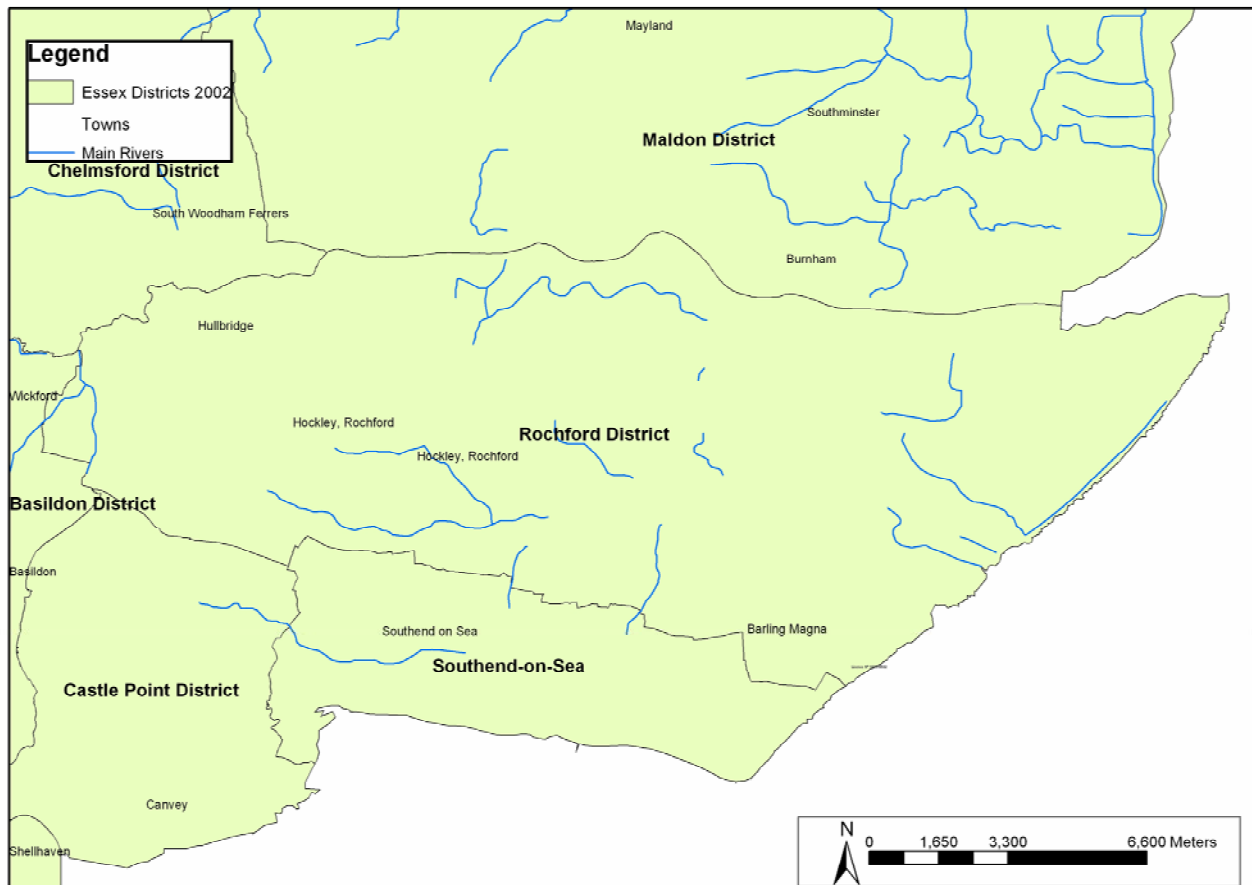 Mayland
Legend
Essex Districts 2002
Towns
Main Rivers
Southminster
Maldon District
Chelmsford District
South Woodham Ferrers
Burnham
Hullbridge
Wickford
Hockley, Rochford
Rochford District
Hockley, Rochford
Basildon District
Basildon
Southend on Sea
Barling Magna
Southend-on-Sea
Castle Point District
Canvey
Shellhaven
N
0 1,650 3,300 6,600 Meters